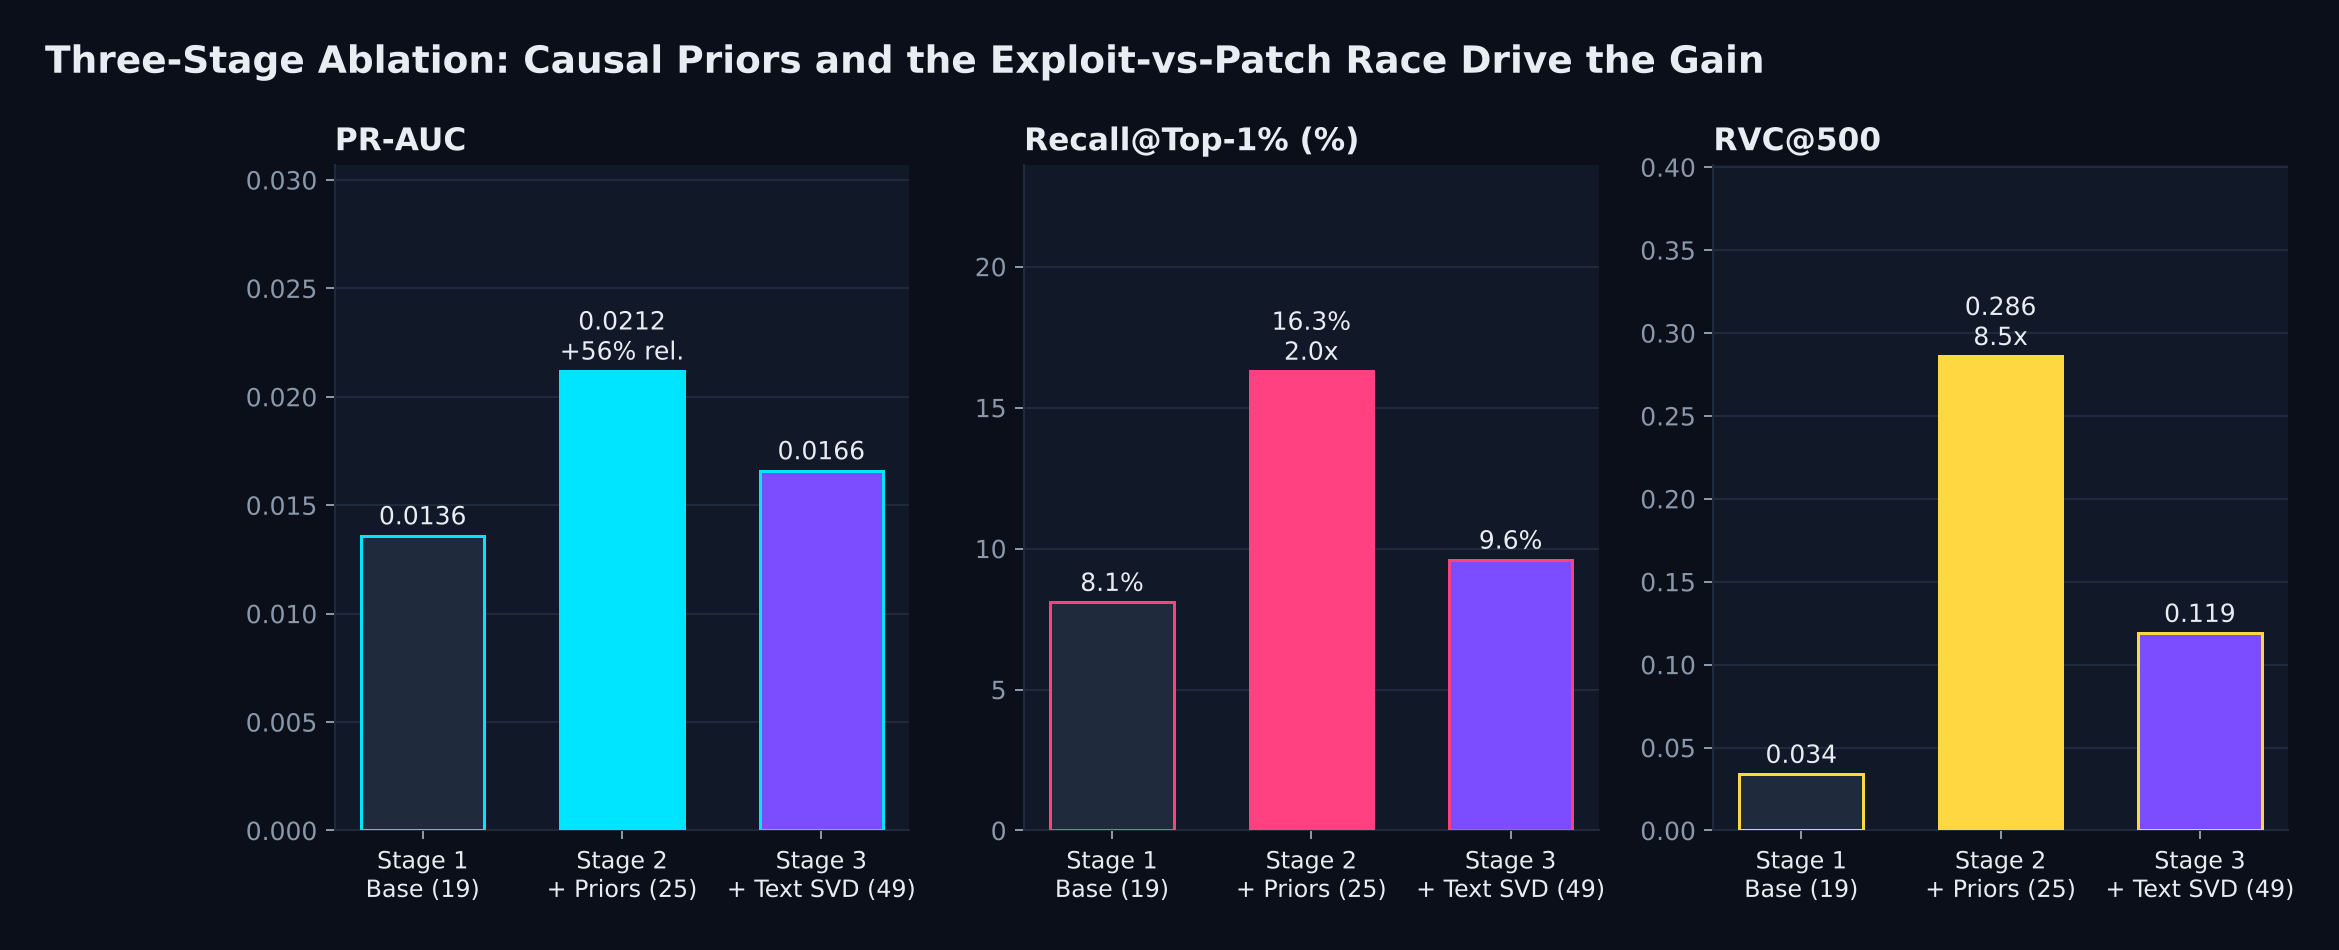 Three-Stage Ablation: Causal Priors and the Exploit-vs-Patch Race Drive the Gain
PR-AUC
0.030
0.025
0.020
0.015
0.010
0.005
0.000
0.0136
0.0212
+56% rel.
0.0166
Stage 1
Base (19)
Stage 2
+ Priors (25)
Stage 3
+ Text SVD (49)
Recall@Top-1% (%)
20
15
10
5
0
8.1%
16.3%
2.0x
9.6%
Stage 1
Base (19)
Stage 2
+ Priors (25)
Stage 3
+ Text SVD (49)
RVC@500
0.40
0.35
0.30
0.25
0.20
0.15
0.10
0.05
0.00
0.034
0.286
8.5x
0.119
Stage 1
Base (19)
Stage 2
+ Priors (25)
Stage 3
+ Text SVD (49)